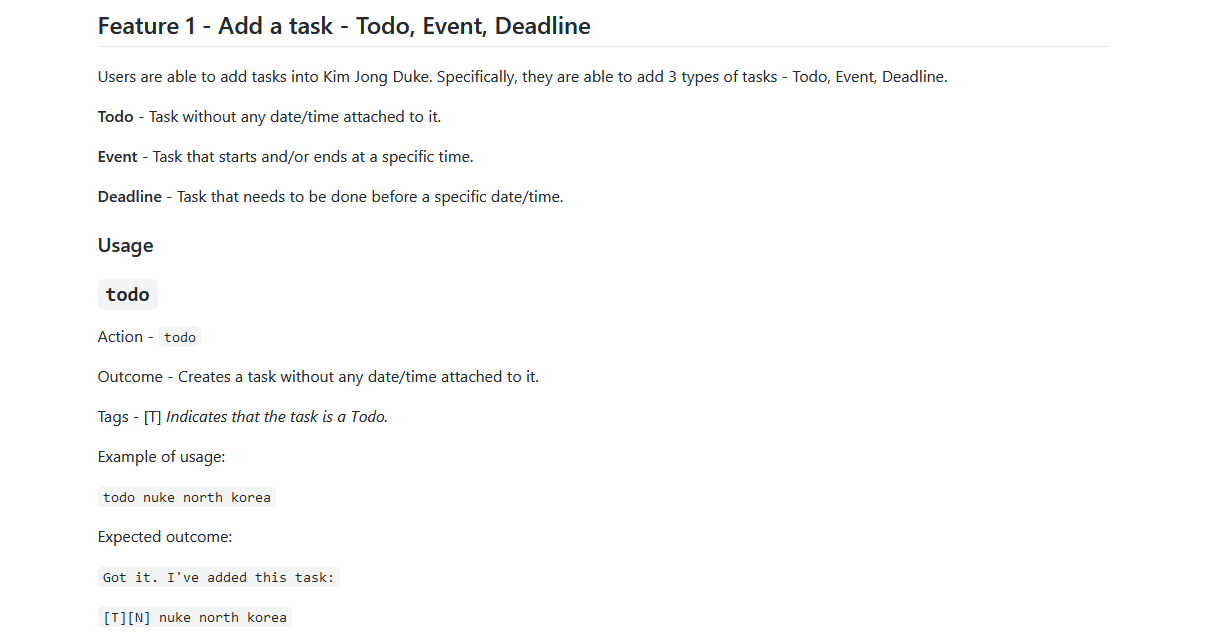 Feature 1 - Add a task - Todo, Event, Deadline
Users are able to add tasks into Kim Jong Duke. Specifically, they are able to add 3 types of tasks - Todo, Event, Deadline.
Todo - Task without any date/time attached to it.
Event - Task that starts and/or ends at a specific time.
Deadline - Task that needs to be done before a specific date/time.
Usage
todo
Action - todo
Outcome - Creates a task without any date/time attached to it.
Tags - [T] Indicates that the task is a Todo.
Example of usage:
todo nuke north korea
Expected outcome:
Got it. I've added this task:
[T][N] nuke north korea